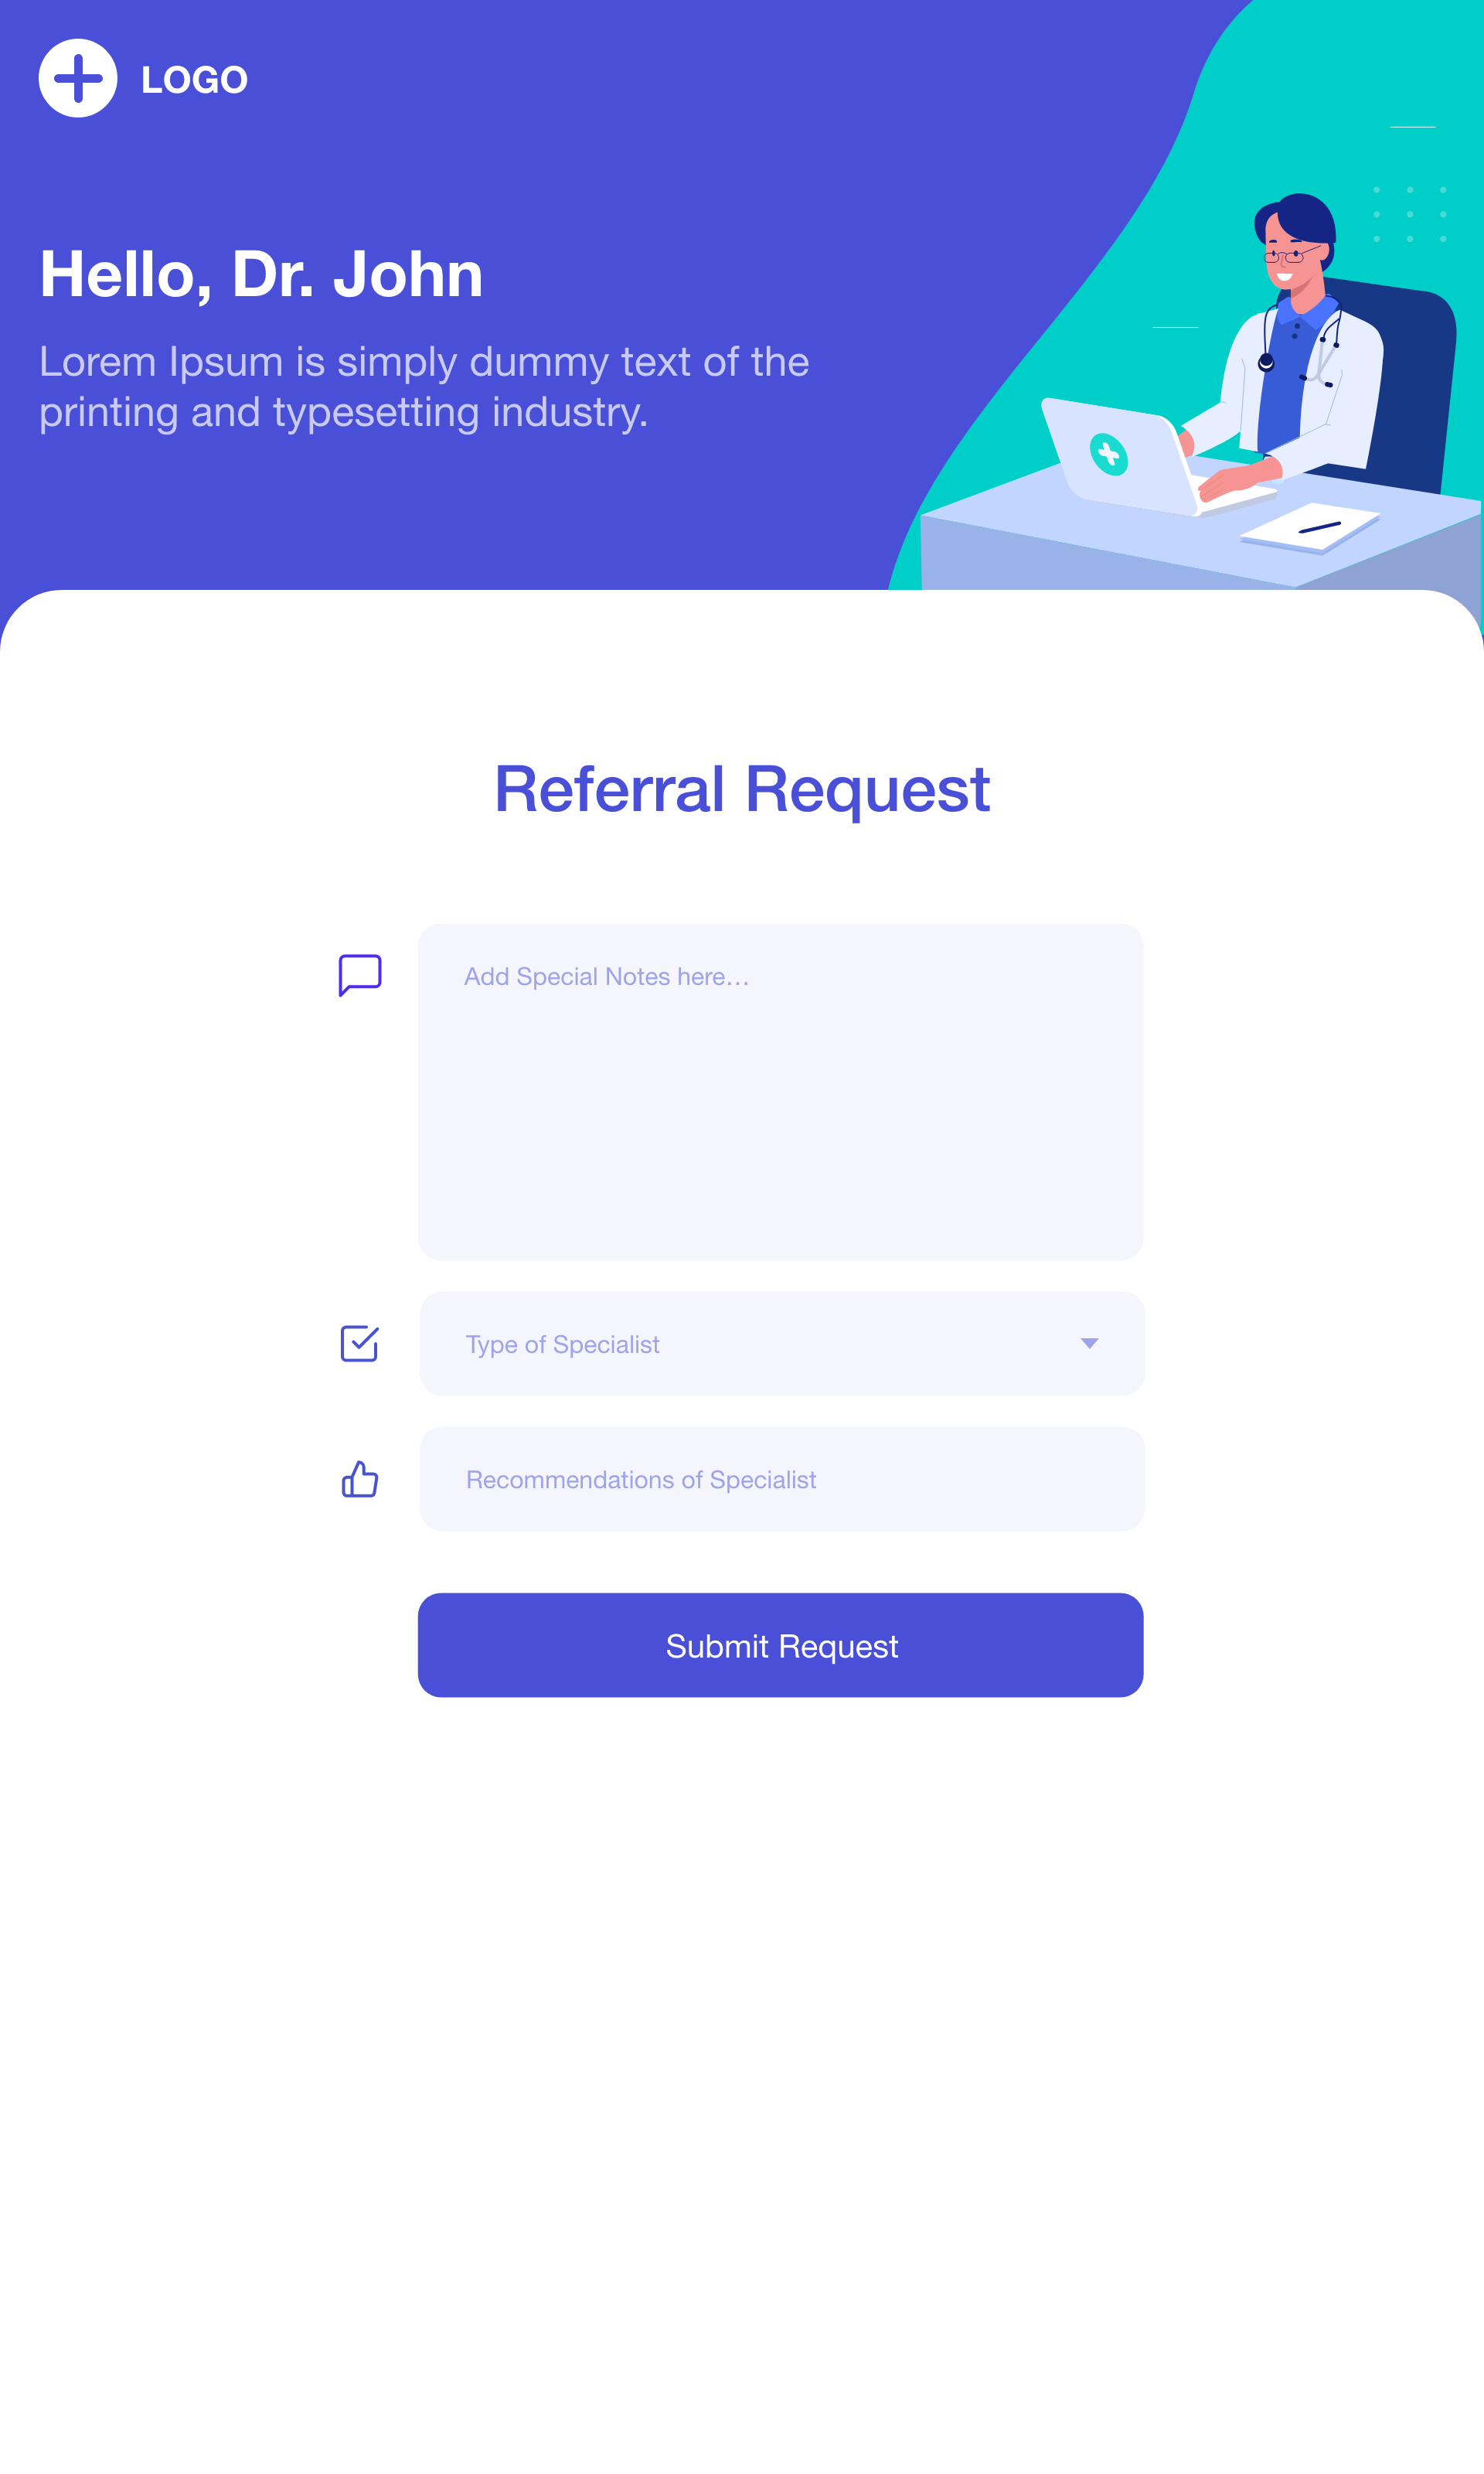 LOGO
Hello, Dr. John
Lorem Ipsum is simply dummy text of the
printing and typesetting industry.
Referral Request
Add Special Notes here...
Type of Specialist
Recommendations of Specialist
Submit Request